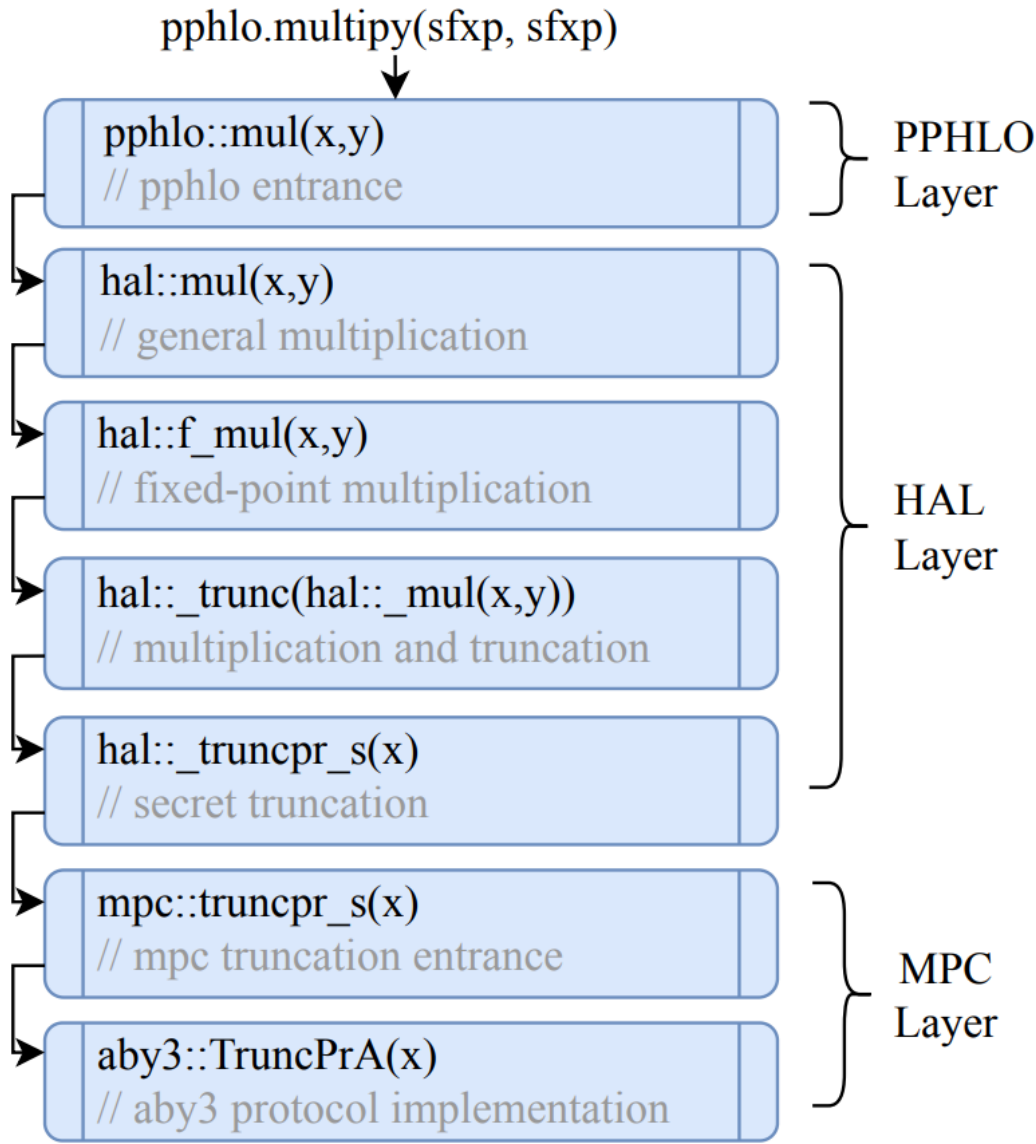 pphlo.multipy(sfxp, sfxp)
pphlo::mul(x,y)
// pphlo entrance
PPHLO
Layer
hal::mul(x,y)
// general multiplication
hal::f_mul(x,y)
// fixed-point multiplication
HAL
Layer
hal::_trunc(hal::_mul(x,y))
// multiplication and truncation
hal::_truncpr_s(x)
// secret truncation
mpc::truncpr_s(x)
// mpc truncation entrance
MPC
Layer
aby3::TruncPrA(x)
// aby3 protocol implementation